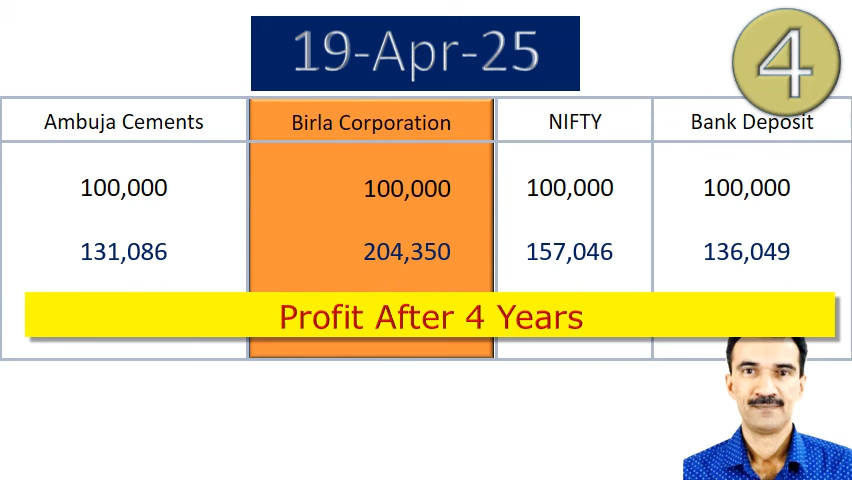 19-Apr-25
4
Ambuja Cements Birla Corporation NIFTY Bank Deposit
100,000 100,000 100,000 100,000
131,086 204,350 157,046 136,049
Profit After 4 Years